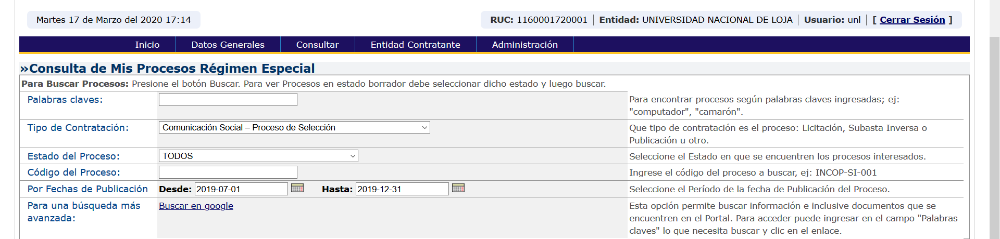 Martes 17 de Marzo del 2020 17:14
RUC: 1160001720001 | Entidad: UNIVERSIDAD NACIONAL DE LOJA | Usuario: unl | [ Cerrar Sesión ]
Inicio Datos Generales Consultar Entidad Contratante Administración
»Consulta de Mis Procesos Régimen Especial
Para Buscar Procesos: Presione el botón Buscar. Para ver Procesos en estado borrador debe seleccionar dicho estado y luego buscar.
Palabras claves:
Para encontrar procesos según palabras claves ingresadas; ej:
"computador", "camarón".
Tipo de Contratación: Comunicación Social – Proceso de Selección
Que tipo de contratación es el proceso: Licitación, Subasta Inversa o
Publicación u otro.
Estado del Proceso: TODOS
Seleccione el Estado en que se encuentren los procesos interesados.
Código del Proceso:
Ingrese el código del proceso a buscar, ej: INCOP-SI-001
Por Fechas de Publicación Desde: 2019-07-01 Hasta: 2019-12-31
Seleccione el Período de la fecha de Publicación del Proceso.
Para una búsqueda más
avanzada:
Buscar en google
Esta opción permite buscar información e inclusive documentos que se
encuentren en el Portal. Para acceder puede ingresar en el campo "Palabras
claves" lo que necesita buscar y clic en el enlace.